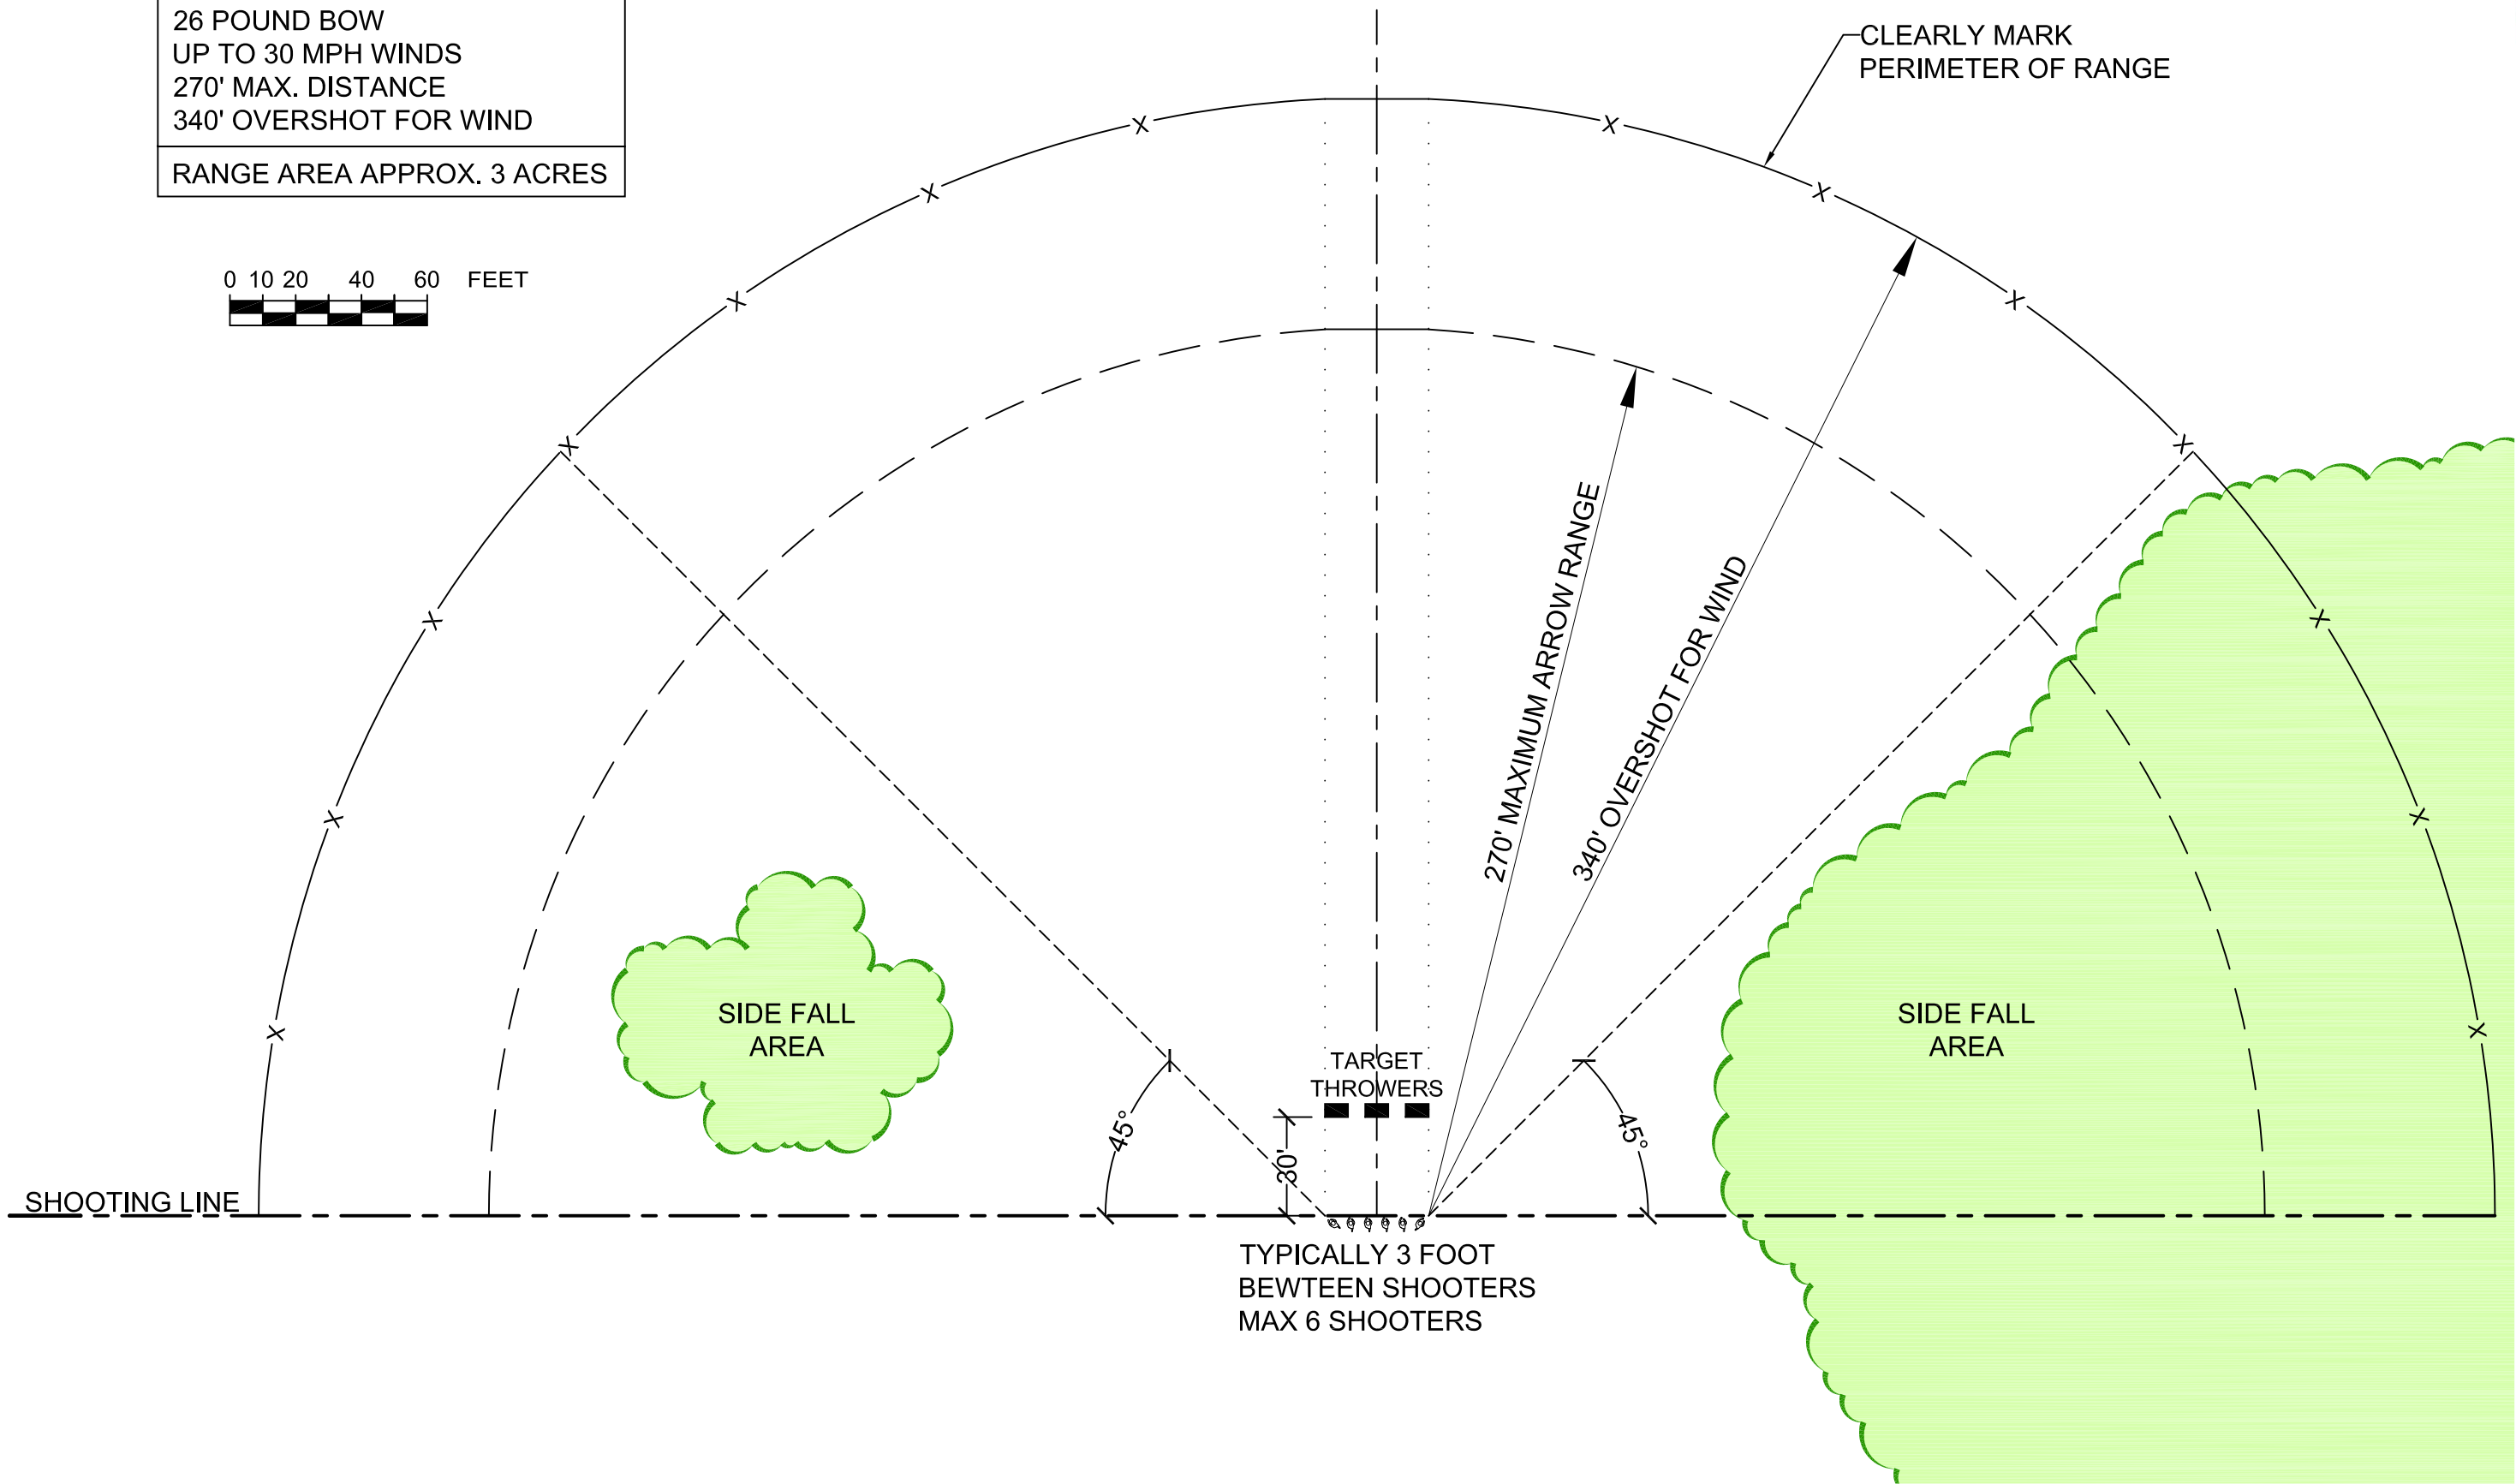 26 POUND BOW
UP TO 30 MPH WINDS
270' MAX. DISTANCE
340' OVERSHOT FOR WIND
RANGE AREA APPROX. 3 ACRES
CLEARLY MARK
PERIMETER OF RANGE
0 10 20 40 60 FEET
270' MAXIMUM ARROW RANGE
340' OVERSHOT FOR WIND
SIDE FALL
AREA
SIDE FALL
AREA
TARGET
THROWERS
45°
30'
45°
SHOOTING LINE
TYPICALLY 3 FOOT
BEWTEEN SHOOTERS
MAX 6 SHOOTERS